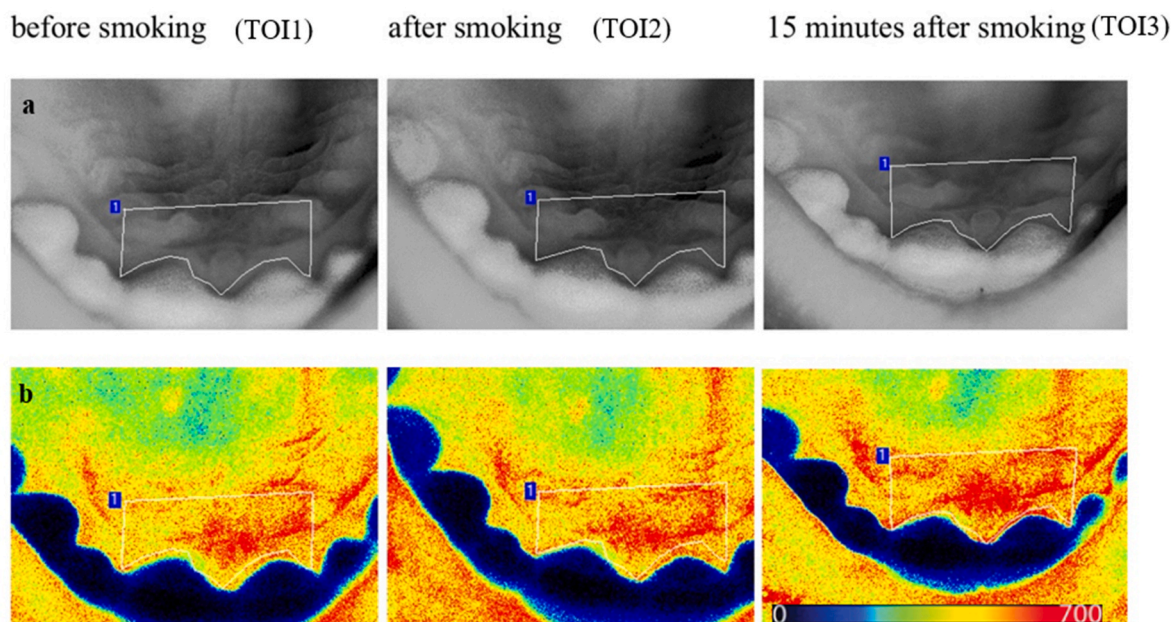 before smoking (TOI1) after smoking (TOI2) 15 minutes after smoking (TOI3)
a
1 1 1
b
1 1 1
0 700